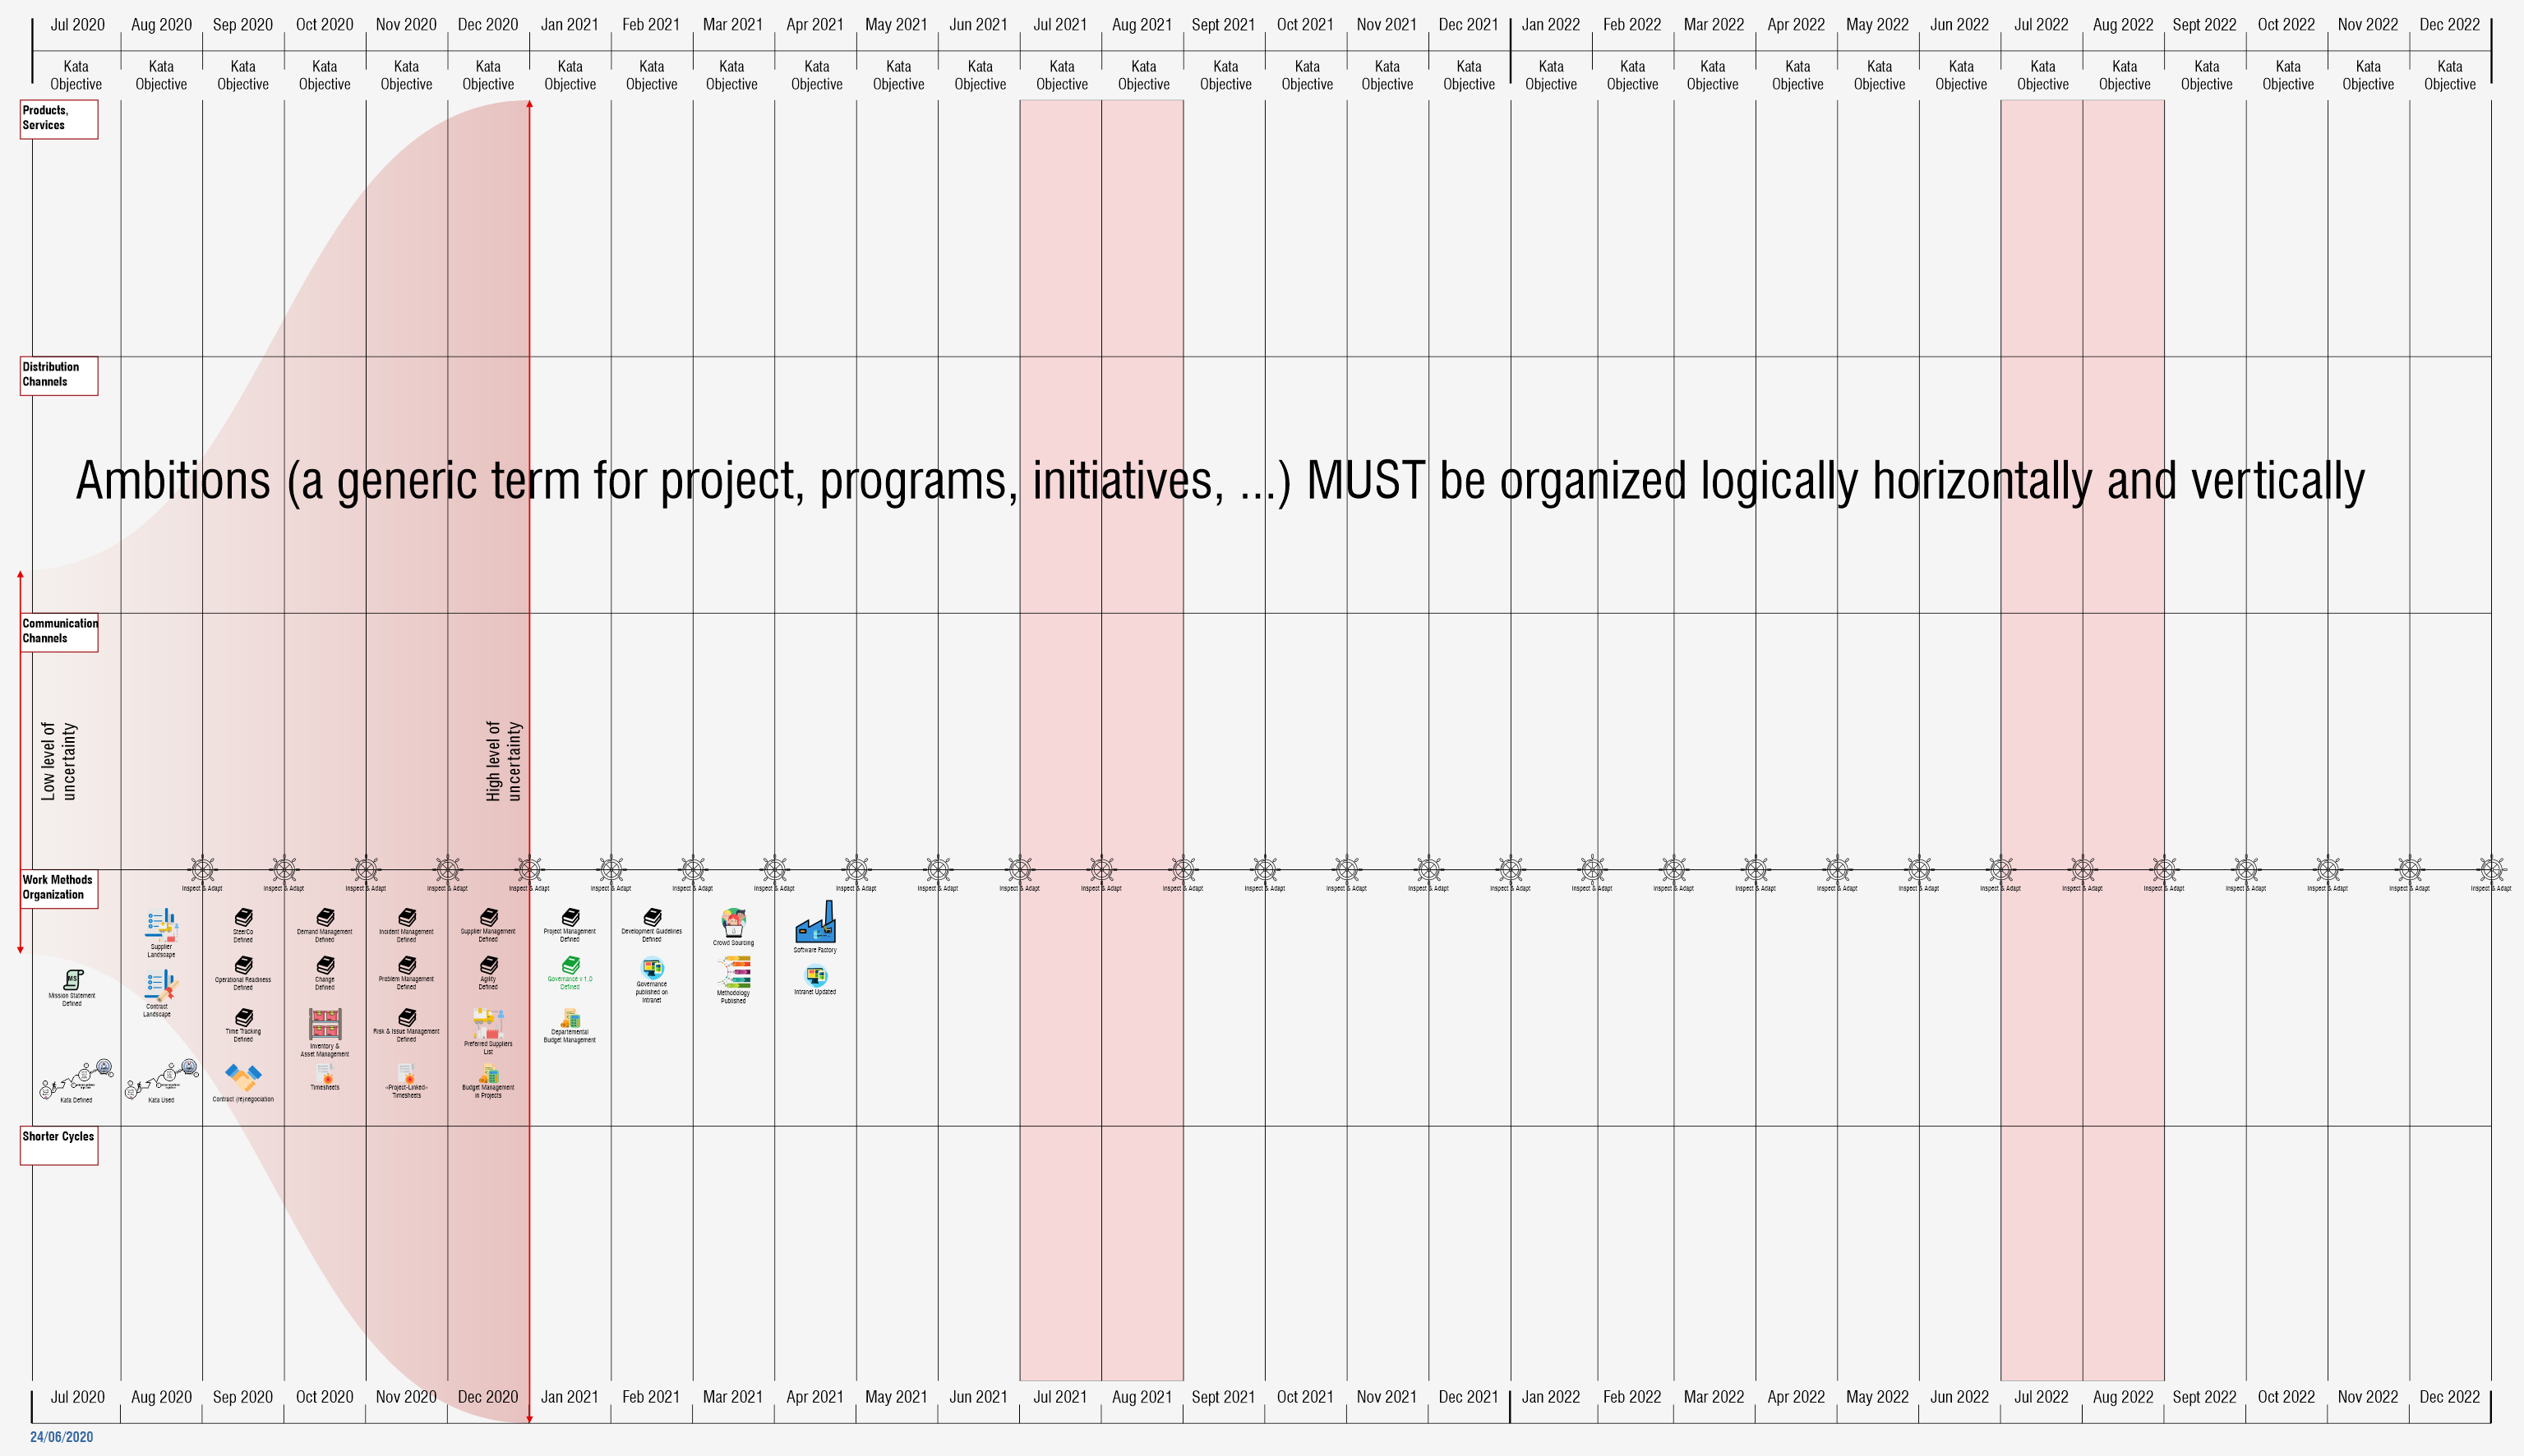 Jul 2020 Aug 2020 Sep 2020 Oct 2020 Nov 2020 Dec 2020 Jan 2021 Feb 2021 Mar 2021 Apr 2021 May 2021 Jun 2021 Jul 2021 Aug 2021 Sept 2021 Oct 2021 Nov 2021 Dec 2021 Jan 2022 Feb 2022 Mar 2022 Apr 2022 May 2022 Jun 2022 Jul 2022 Aug 2022 Sept 2022 Oct 2022 Nov 2022 Dec 2022
Kata Kata Kata Kata Kata Kata Kata Kata Kata Kata Kata Kata Kata Kata Kata Kata Kata Kata Kata Kata Kata Kata Kata Kata Kata Kata Kata Kata Kata Kata
Objective Objective Objective Objective Objective Objective Objective Objective Objective Objective Objective Objective Objective Objective Objective Objective Objective Objective Objective Objective Objective Objective Objective Objective Objective Objective Objective Objective Objective Objective
Products,
Services
Distribution
Channels
Ambitions (a generic term for project, programs, initiatives, ...) MUST be organized logically horizontally and vertically
Communication
Channels
Low level of
uncertainty
High level of
uncertainty
Inspect & Adapt Inspect & Adapt Inspect & Adapt Inspect & Adapt Inspect & Adapt Inspect & Adapt Inspect & Adapt Inspect & Adapt Inspect & Adapt Inspect & Adapt Inspect & Adapt Inspect & Adapt Inspect & Adapt Inspect & Adapt Inspect & Adapt Inspect & Adapt Inspect & Adapt Inspect & Adapt Inspect & Adapt Inspect & Adapt Inspect & Adapt Inspect & Adapt Inspect & Adapt Inspect & Adapt Inspect & Adapt Inspect & Adapt Inspect & Adapt Inspect & Adapt Inspect & Adapt
Work Methods
Organization
MS
Mission Statement
Defined
Kata Defined
Supplier
Landscape
Contract
Landscape
Kata Used
SteerCo
Defined
Operational Readiness
Defined
Time Tracking
Defined
Contract (re)negociation
Demand Management
Defined
Change
Defined
Inventory &
Asset Management
Timesheets
Incident Management
Defined
Problem Management
Defined
Risk & Issue Management
Defined
«Project-Linked»
Timesheets
Supplier Management
Defined
Agility
Defined
Preferred Suppliers
List
Budget Management
in Projects
Project Management
Defined
Governance v 1.0
Defined
Departemental
Budget Management
Development Guidelines
Defined
Governance
published on
Intranet
Crowd Sourcing
Methodology
Published
Software Factory
Intranet Updated
Shorter Cycles
Jul 2020 Aug 2020 Sep 2020 Oct 2020 Nov 2020 Dec 2020 Jan 2021 Feb 2021 Mar 2021 Apr 2021 May 2021 Jun 2021 Jul 2021 Aug 2021 Sept 2021 Oct 2021 Nov 2021 Dec 2021 Jan 2022 Feb 2022 Mar 2022 Apr 2022 May 2022 Jun 2022 Jul 2022 Aug 2022 Sept 2022 Oct 2022 Nov 2022 Dec 2022
24/06/2020